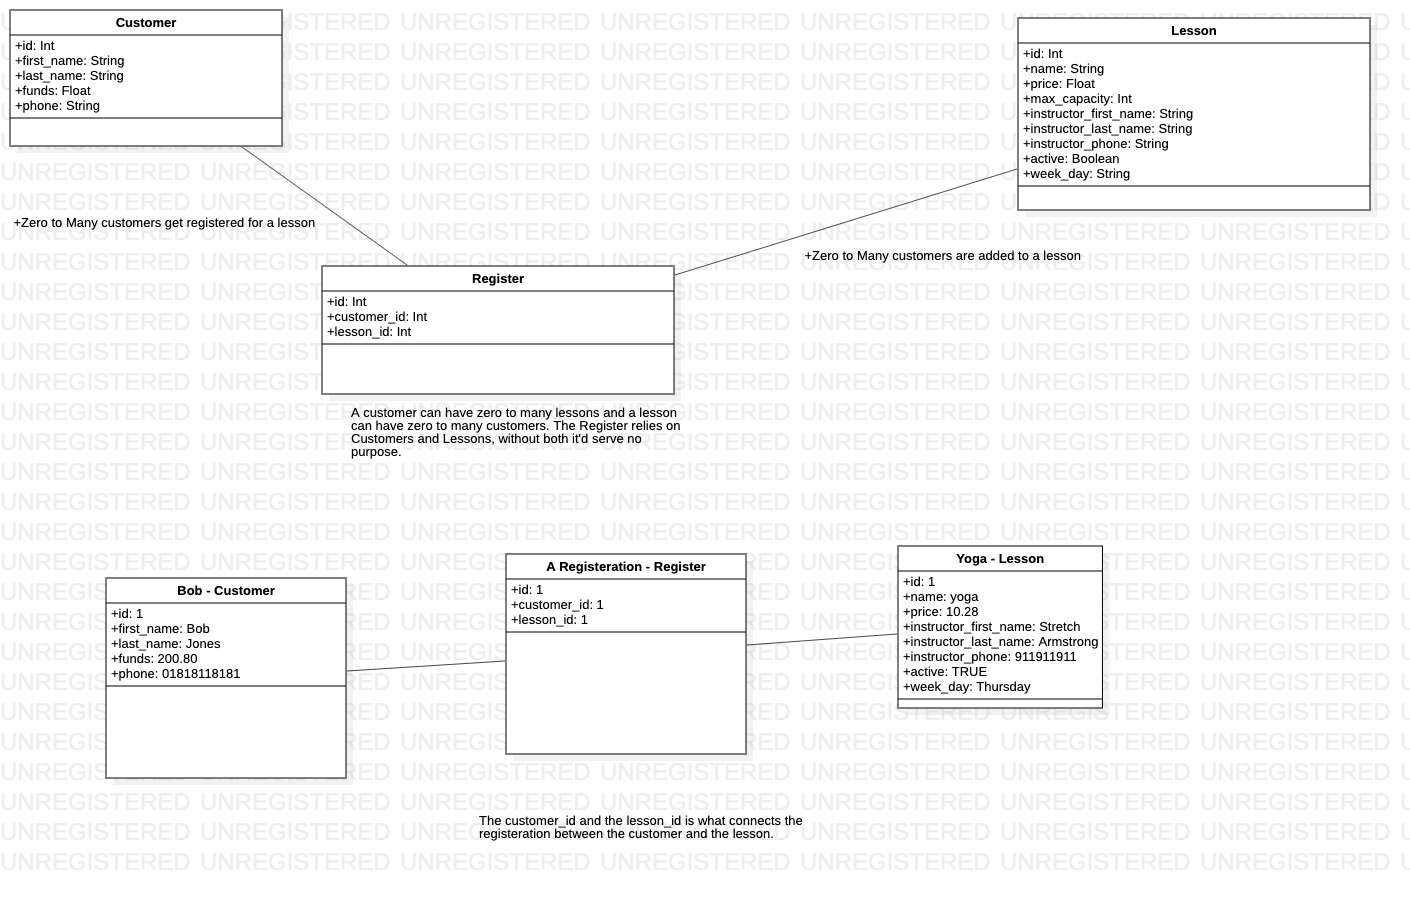 Customer
+id: Int
+first_name: String
+last_name: String
+funds: Float
+phone: String
Lesson
+id: Int
+name: String
+price: Float
+max_capacity: Int
+instructor_first_name: String
+instructor_last_name: String
+instructor_phone: String
+active: Boolean
+week_day: String
+Zero to Many customers get registered for a lesson
+Zero to Many customers are added to a lesson
Register
+id: Int
+customer_id: Int
+lesson_id: Int
A customer can have zero to many lessons and a lesson
can have zero to many customers. The Register relies on
Customers and Lessons, without both it'd serve no
purpose.
Bob - Customer
+id: 1
+first_name: Bob
+last_name: Jones
+funds: 200.80
+phone: 01818118181
A Registeration - Register
+id: 1
+customer_id: 1
+lesson_id: 1
Yoga - Lesson
+id: 1
+name: yoga
+price: 10.28
+instructor_first_name: Stretch
+instructor_last_name: Armstrong
+instructor_phone: 911911911
+active: TRUE
+week_day: Thursday
The customer_id and the lesson_id is what connects the
registeration between the customer and the lesson.
UNREGISTERED